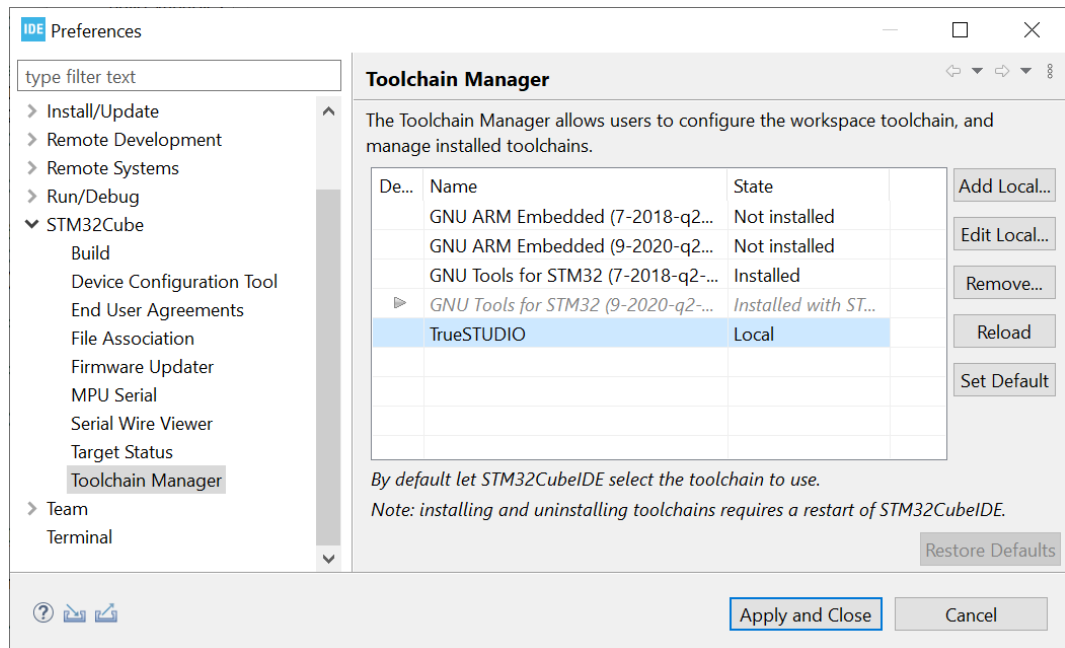 IDE Preferences
type filter text
Install/Update
Remote Development
Remote Systems
Run/Debug
STM32Cube
Build
Device Configuration Tool
End User Agreements
File Association
Firmware Updater
MPU Serial
Serial Wire Viewer
Target Status
Toolchain Manager
Team
Terminal
Toolchain Manager
The Toolchain Manager allows users to configure the workspace toolchain, and
manage installed toolchains.
De... Name State
GNU ARM Embedded (7-2018-q2... Not installed
GNU ARM Embedded (9-2020-q2... Not installed
GNU Tools for STM32 (7-2018-q2-... Installed
GNU Tools for STM32 (9-2020-q2-... Installed with ST...
TrueSTUDIO Local
Add Local...
Edit Local...
Remove...
Reload
Set Default
By default let STM32CubeIDE select the toolchain to use.
Note: installing and uninstalling toolchains requires a restart of STM32CubeIDE.
Restore Defaults
? Apply and Close Cancel